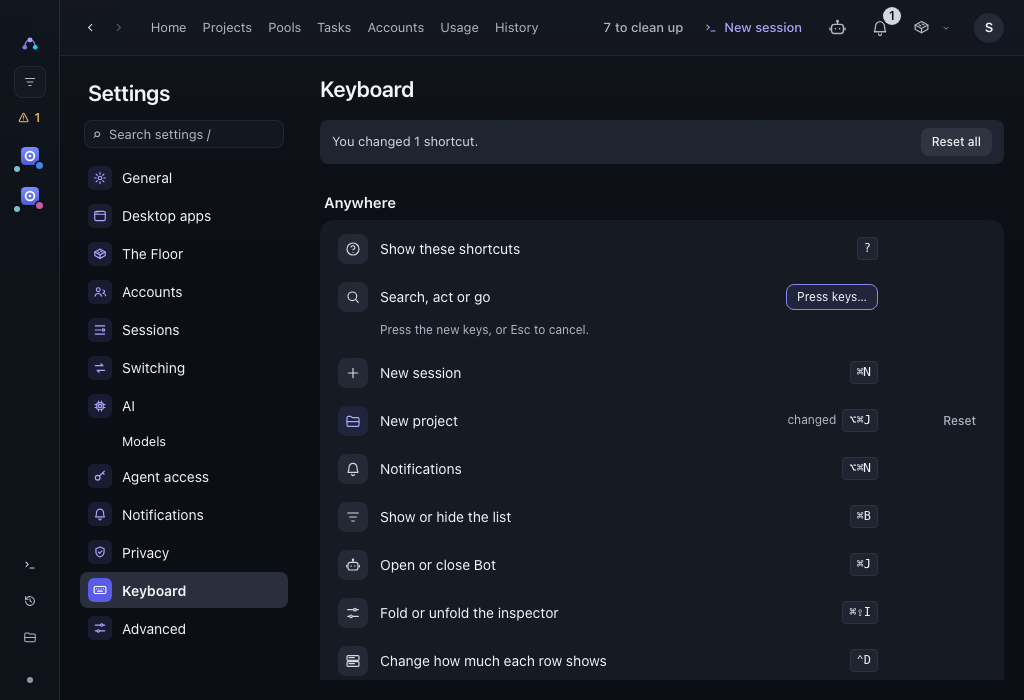 Home Projects Pools Tasks Accounts Usage History 7 to clean up New session 1 S
1
Settings
Search settings /
General
Desktop apps
The Floor
Accounts
Sessions
Switching
AI
Models
Agent access
Notifications
Privacy
Keyboard
Advanced
Keyboard
You changed 1 shortcut. Reset all
Anywhere
Show these shortcuts ?
Search, act or go Press keys…
Press the new keys, or Esc to cancel.
New session ⌘N
New project changed ⌥⌘J Reset
Notifications ⌥⌘N
Show or hide the list ⌘B
Open or close Bot ⌘J
Fold or unfold the inspector ⌘⇧I
Change how much each row shows ⌃D